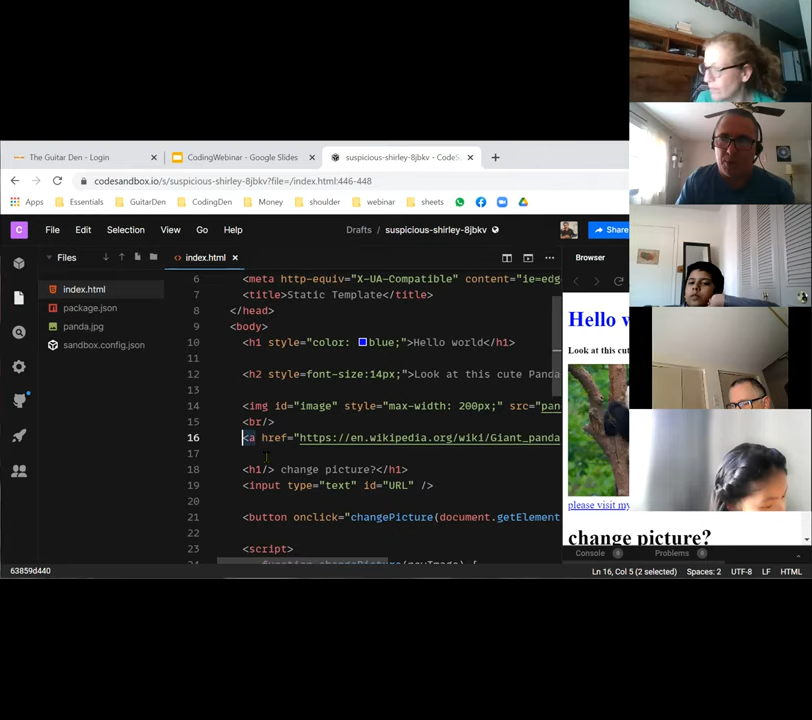 The Guitar Den - Login
CodingWebinar - Google Slides
suspicious-shirley-8jbkv - CodeS
codesandbox.io/s/suspicious-shirley-8jbkv?file=/index.html:446-448
Apps Essentials GuitarDen CodingDen Money shoulder webinar sheets Amazon
C File Edit Selection View Go Help Drafts / suspicious-shirley-8jbkv Share
Files index.html Browser
index.html
package.json
panda.jpg
sandbox.config.json
6 <meta http-equiv="X-UA-Compatible" content="ie=edg
7 <title>Static Template</title>
8 </head>
9 <body>
10 <h1 style="color: blue;">Hello world</h1>
11
12 <h2 style=font-size:14px;">Look at this cute Panda
13
14 <img id="image" style="max-width: 200px;" src="pan
15 <br/>
16 <a href="https://en.wikipedia.org/wiki/Giant_panda
17
18 <h1/> change picture?</h1>
19 <input type="text" id="URL" />
20
21 <button onclick="changePicture(document.getElement
22
23 <script>
Hello w
Look at this cut
please visit my
change picture?
Console 0 Problems 0
63859d440
Ln 16, Col 5 (2 selected) Spaces: 2 UTF-8 LF HTML